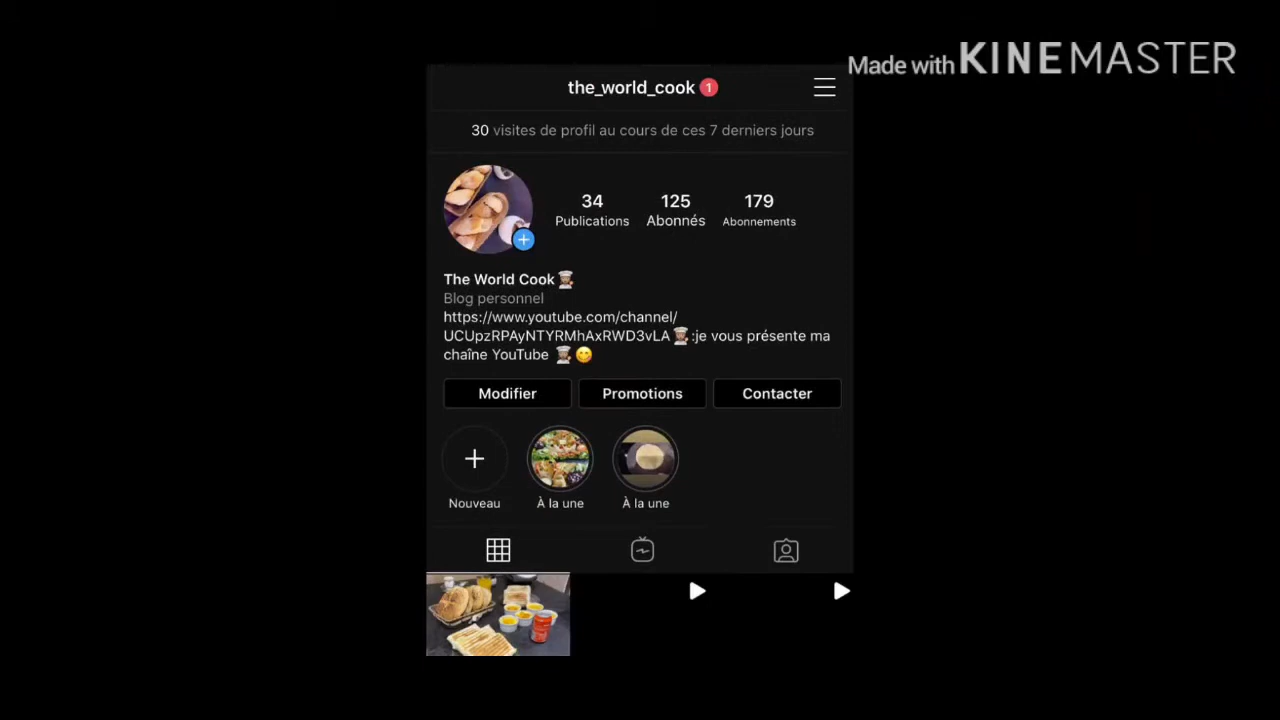 Made with KINEMASTER
the_world_cook 1
30 visites de profil au cours de ces 7 derniers jours
34 125 179
Publications Abonnés Abonnements
The World Cook
Blog personnel
https://www.youtube.com/channel/
UCUpzRPAyNTYRMhAxRWD3vLA :je vous présente ma
chaîne YouTube
Modifier Promotions Contacter
Nouveau À la une À la une